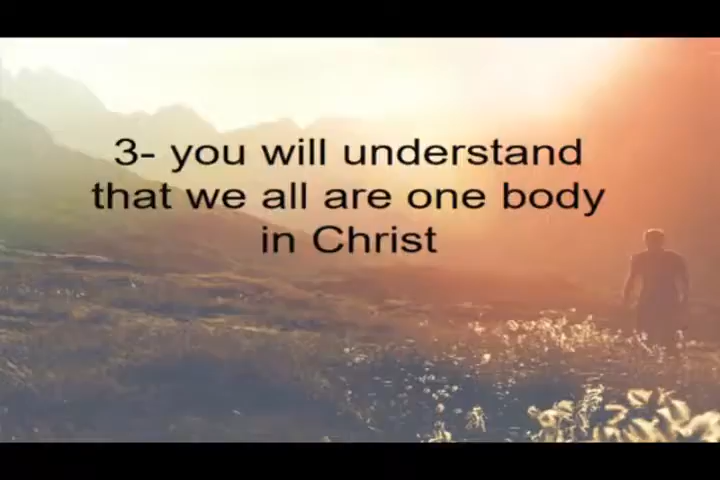 3- you will understand
that we all are one body
in Christ